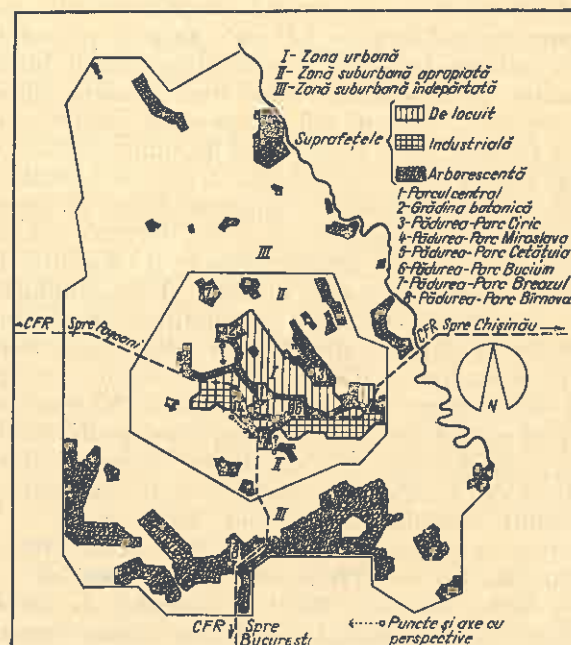 I- Zona urbană
II- Zonă suburbană apropiată
III- Zonă suburbană îndepărtată
Suprafețele
De locuit
Industrială
Arborescentă
1-Parcul central
2-Grădina botanică
3-Pădurea-Parc Ciric
4-Pădurea-Parc Miroslava
5-Pădurea-Parc Cetățuia
6-Pădurea-Parc Bucium
7-Pădurea-Parc Breazul
8-Pădurea-Parc Bîrnova
III
II
CFR Spre Pașcani
CFR Spre Chișinău
I
N
II
III
CFR Spre
București
Puncte și axe cu
perspective